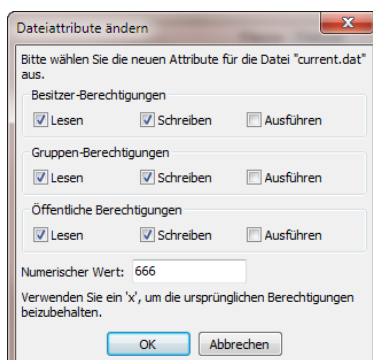 Dateiattribute ändern
Bitte wählen Sie die neuen Attribute für die Datei "current.dat"
aus.
Besitzer-Berechtigungen
Lesen Schreiben Ausführen
Gruppen-Berechtigungen
Lesen Schreiben Ausführen
Öffentliche Berechtigungen
Lesen Schreiben Ausführen
Numerischer Wert: 666
Verwenden Sie ein 'x', um die ursprünglichen Berechtigungen
beizubehalten.
OK Abbrechen